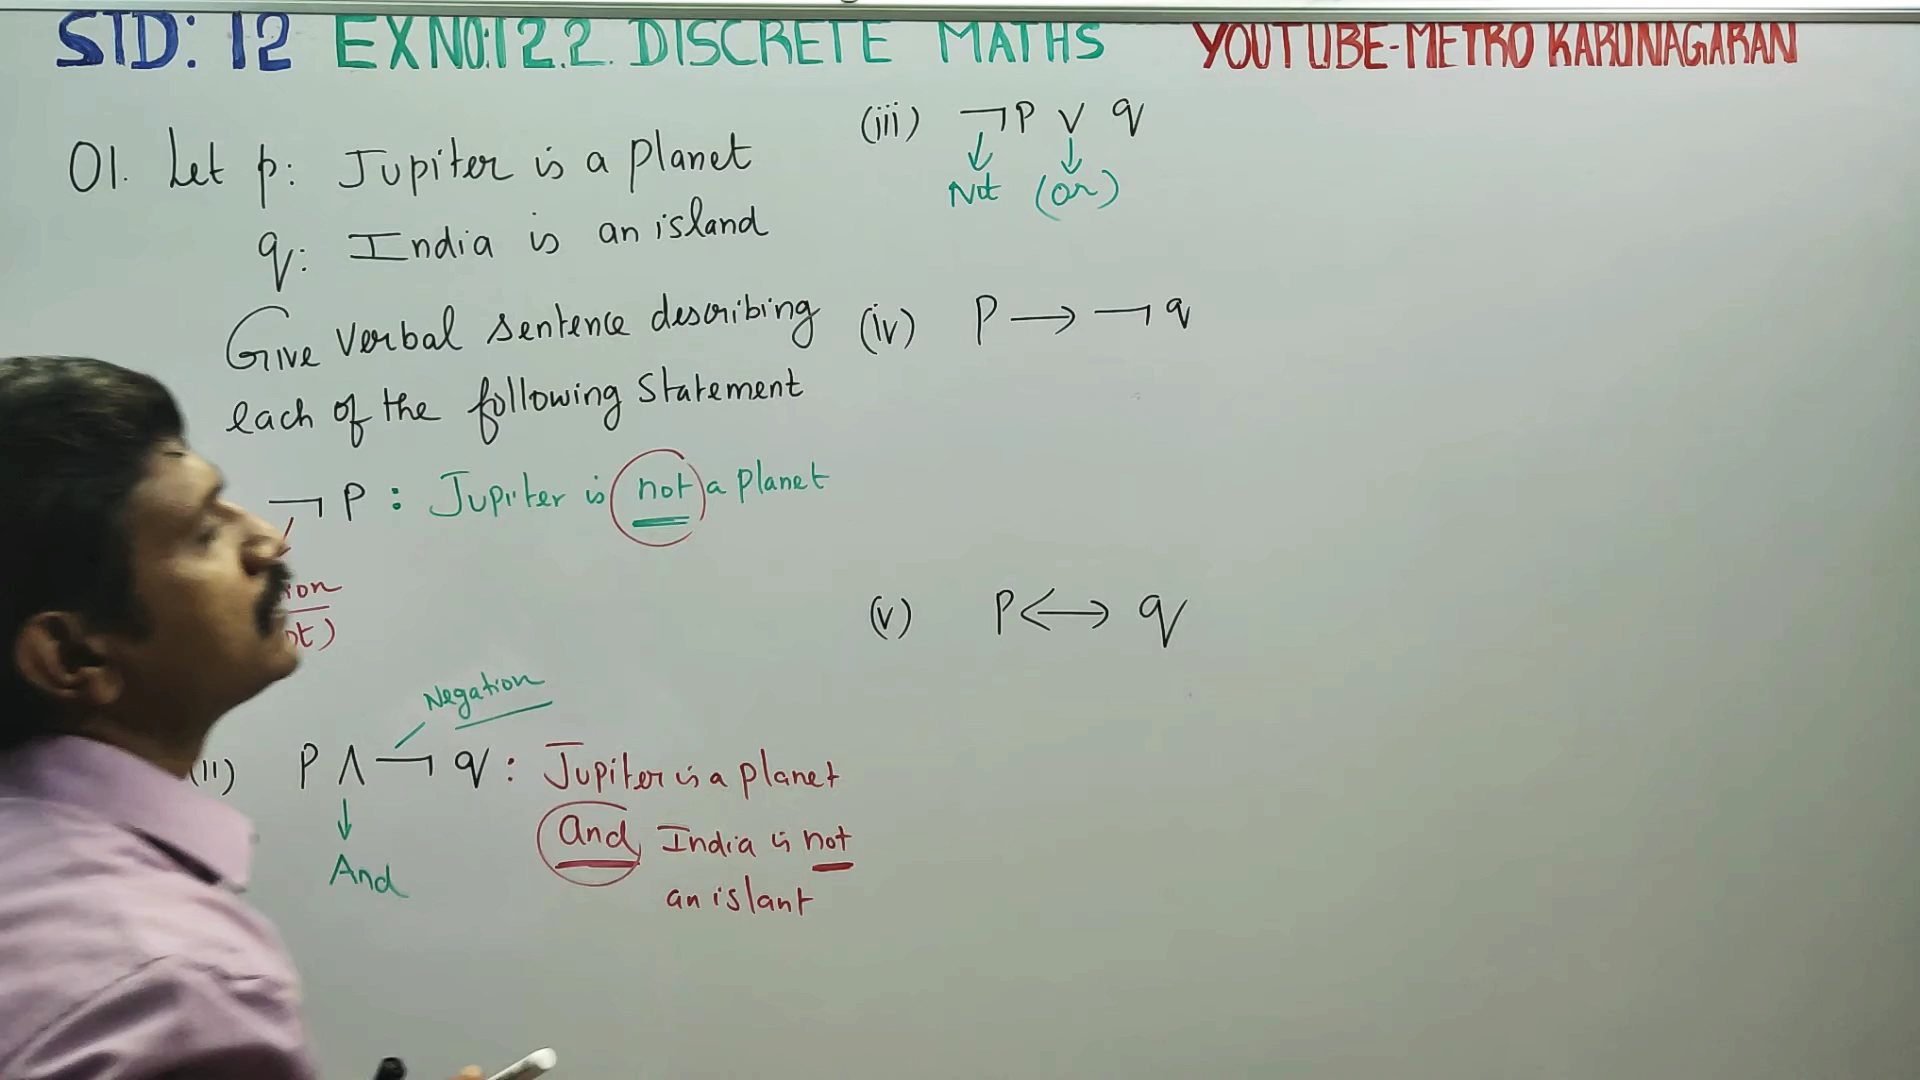 STD: 12 EX NO:12.2. DISCRETE MATHS YOUTUBE-METRO KARUNAGARAN
01. Let p: Jupiter is a planet
q: India is an island
Give Verbal sentence describing
each of the following Statement
¬P : Jupiter is not a planet
ion
ot)
Negation
(11) P ∧ ¬q : Jupiter is a planet
And India is not
an islant
And
(iii) ¬P ∨ q
Not (or)
(iv) P → ¬q
(v) P ↔ q